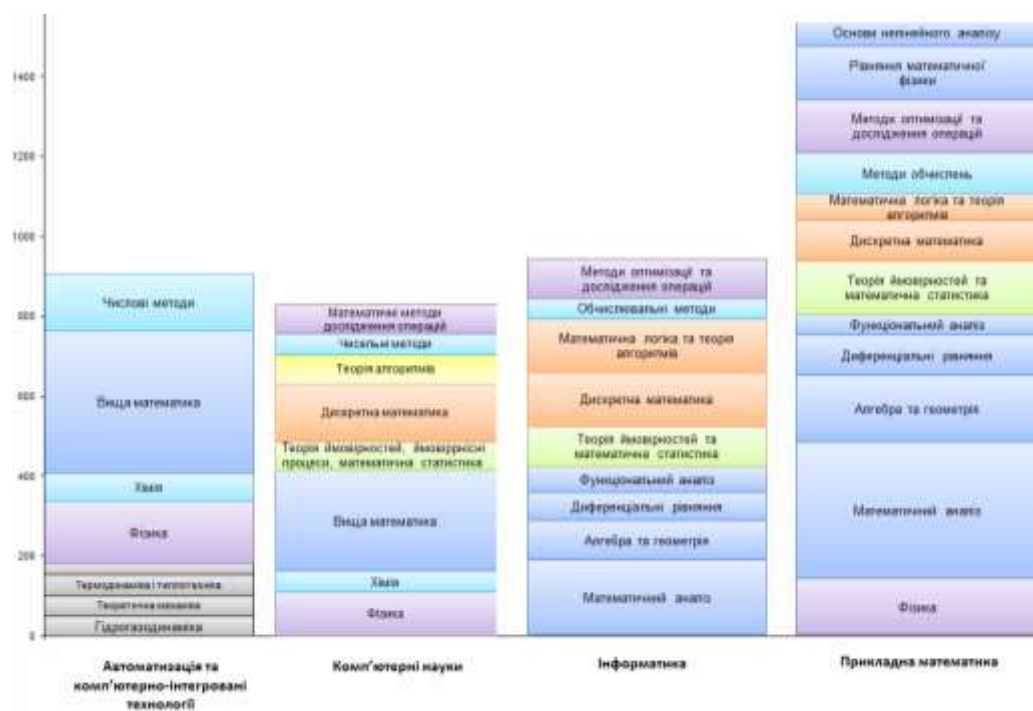 1400
1200
1000
800
600
400
200
0
Числові методи
Вища математика
Хімія
Фізика
Термодинаміка і теплотехніка
Теоретична механіка
Гідрогазодинаміка
Автоматизація та
комп'ютерно-інтегровані
технології
Математичні методи
дослідження операцій
Чисельні методи
Теорія алгоритмів
Дискретна математика
Теорія ймовірностей, ймовіррнісні
процеси, математична статистика
Вища математика
Хімія
Фізика
Комп'ютерні науки
Методи оптимізації та
дослідження операцій
Обчислювальні методи
Математична логіка та теорія
алгоритмів
Дискретна математика
Теорія ймовірностей та
математична статистика
Функціональний аналіз
Диференціальні рівняння
Алгебра та геометрія
Математичний аналіз
Інформатика
Основи нелінійного аналізу
Рівняння математичної
фізики
Методи оптимізації та
дослідження операцій
Методи обчислень
Математична логіка та теорія
алгоритмів
Дискретна математика
Теорія ймовірностей та
математична статистика
Функціональний аналіз
Диференціальні рівняння
Алгебра та геометрія
Математичний аналіз
Фізика
Прикладна математика